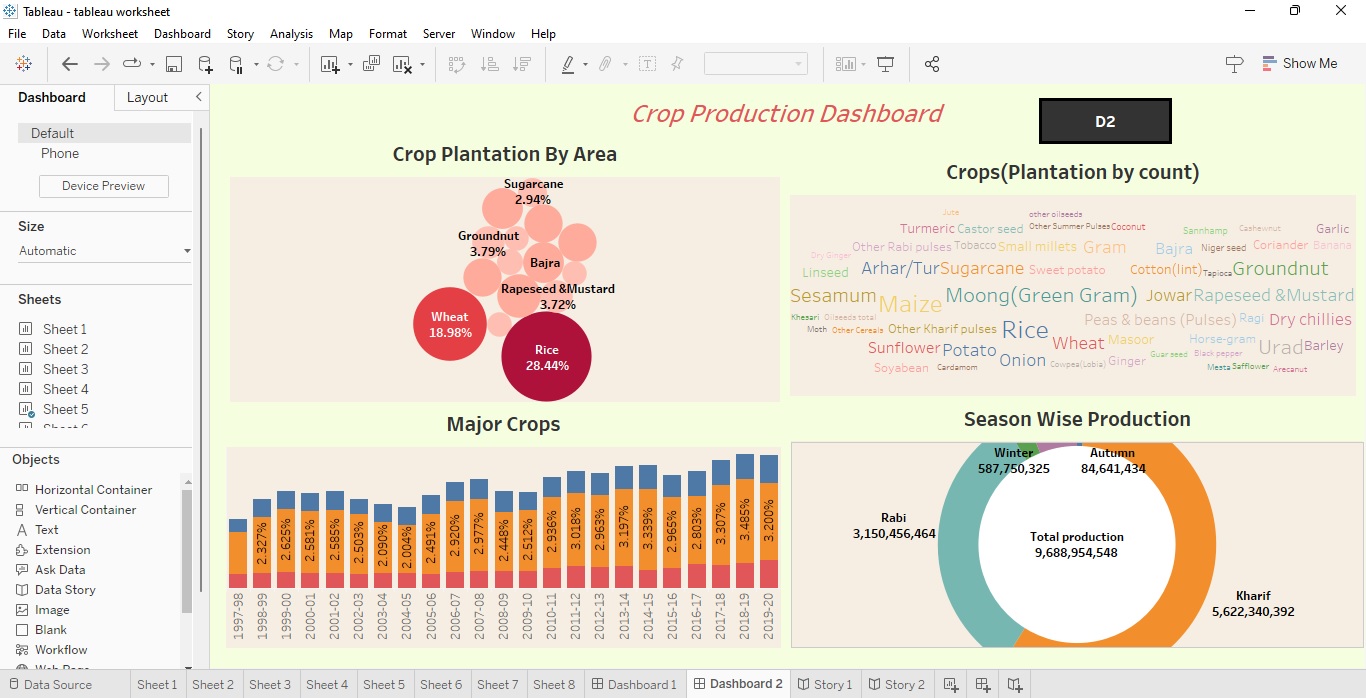 Tableau - tableau worksheet
File Data Worksheet Dashboard Story Analysis Map Format Server Window Help
Show Me
Dashboard Layout
Default
Phone
Device Preview
Size
Automatic
Sheets
Sheet 1
Sheet 2
Sheet 3
Sheet 4
Sheet 5
Sheet 6
Objects
Horizontal Container
Vertical Container
Text
Extension
Ask Data
Data Story
Image
Blank
Workflow
Web Page
Crop Production Dashboard
D2
Crop Plantation By Area
Sugarcane
2.94%
Groundnut
3.79%
Bajra
Rapeseed &Mustard
3.72%
Wheat
18.98%
Rice
28.44%
Crops(Plantation by count)
Jute other oilseeds
Turmeric Castor seed Other Summer Pulses Coconut Sannhamp Cashewnut Garlic
Other Rabi pulses Tobacco Small millets Gram Bajra Niger seed Coriander Banana
Dry Ginger
Linseed Arhar/Tur Sugarcane Sweet potato Cotton(lint) Tapioca Groundnut
Sesamum Maize Moong(Green Gram) Jowar Rapeseed &Mustard
Khesari Oilseeds total Peas & beans (Pulses) Ragi Dry chillies
Moth Other Cereals Other Kharif pulses Rice
Sunflower Potato Wheat Masoor Horse-gram Urad Barley
Soyabean Cardamom Onion Cowpea(Lobia) Ginger Guar seed Black pepper Mesta Safflower Arecanut
Major Crops
2.327%
2.625%
2.581%
2.585%
2.503%
2.090%
2.004%
2.491%
2.920%
2.977%
2.448%
2.512%
2.936%
3.018%
2.963%
3.197%
3.339%
2.965%
2.803%
3.307%
3.485%
3.200%
1997-98
1998-99
1999-00
2000-01
2001-02
2002-03
2003-04
2004-05
2005-06
2006-07
2007-08
2008-09
2009-10
2010-11
2011-12
2012-13
2013-14
2014-15
2015-16
2016-17
2017-18
2018-19
2019-20
Season Wise Production
Winter
587,750,325
Autumn
84,641,434
Rabi
3,150,456,464
Total production
9,688,954,548
Kharif
5,622,340,392
Data Source Sheet 1 Sheet 2 Sheet 3 Sheet 4 Sheet 5 Sheet 6 Sheet 7 Sheet 8 Dashboard 1 Dashboard 2 Story 1 Story 2